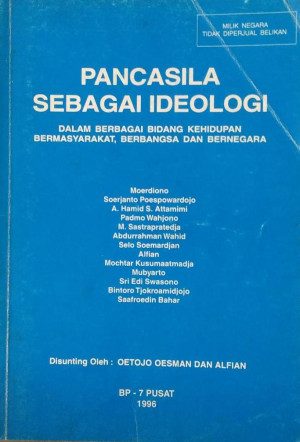 MILIK NEGARA
TIDAK DIPERJUAL BELIKAN
PANCASILA
SEBAGAI IDEOLOGI
DALAM BERBAGAI BIDANG KEHIDUPAN
BERMASYARAKAT, BERBANGSA DAN BERNEGARA
Moerdiono
Soerjanto Poespowardojo
A. Hamid S. Attamimi
Padmo Wahjono
M. Sastrapratedja
Abdurrahman Wahid
Selo Soemardjan
Alfian
Mochtar Kusumaatmadja
Mubyarto
Sri Edi Swasono
Bintoro Tjokroamidjojo
Saafroedin Bahar
Disunting Oleh : OETOJO OESMAN DAN ALFIAN
BP - 7 PUSAT
1996